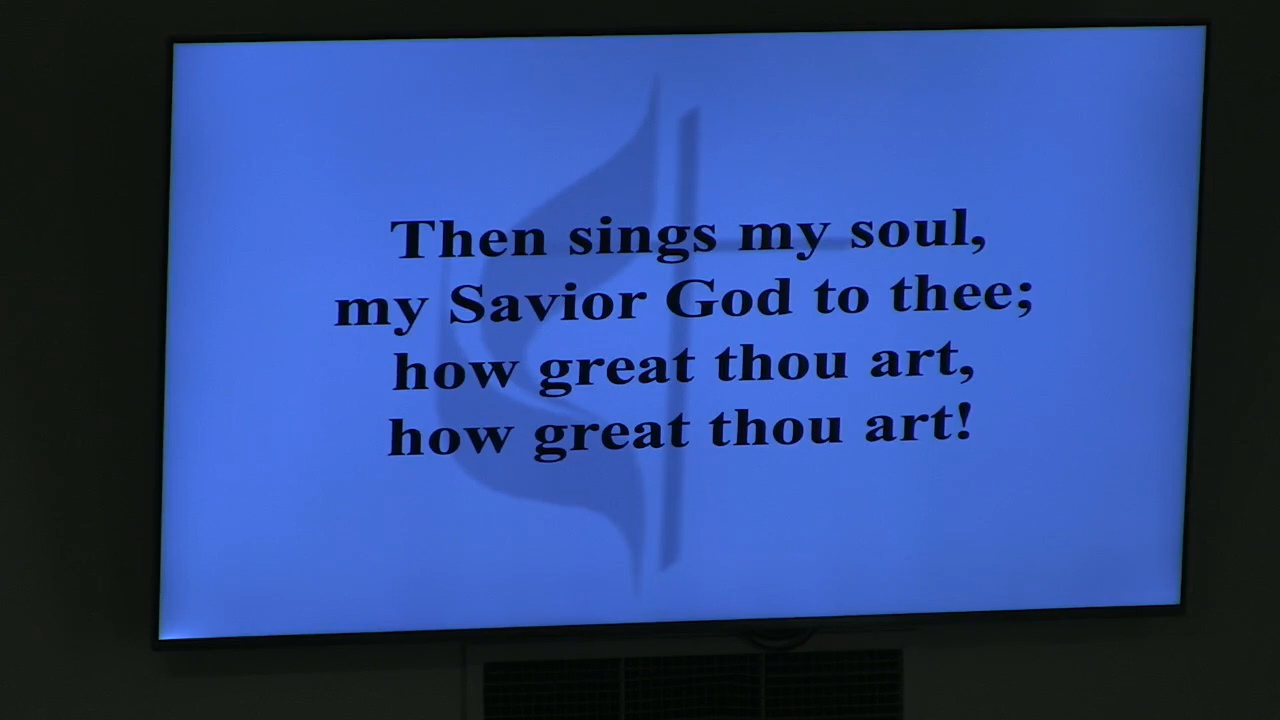 Then sings my soul,
my Savior God to thee;
how great thou art,
how great thou art!